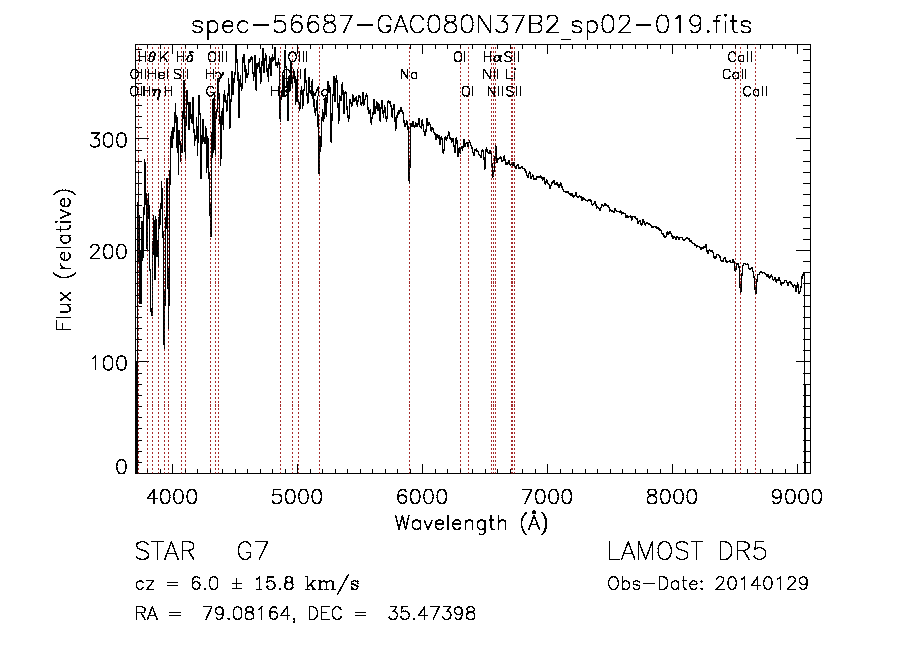 spec-56687-GAC080N37B2_sp02-019.fits
Hθ K Hδ OIII OIII OI Hα SII CaII
OII HeI SII Hγ OIII NII Li CaII
OII Hη H G Hβ Mg Na OI NII SII CaII
Flux (relative)
300
200
100
0
4000 5000 6000 7000 8000 9000
Wavelength (Å)
STAR G7 LAMOST DR5
cz = 6.0 ± 15.8 km/s Obs-Date: 20140129
RA = 79.08164, DEC = 35.47398